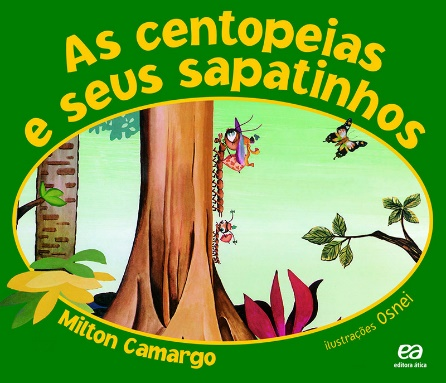 As centopeias
e seus sapatinhos
Milton Camargo
ilustrações Osnei
ea
editora ática